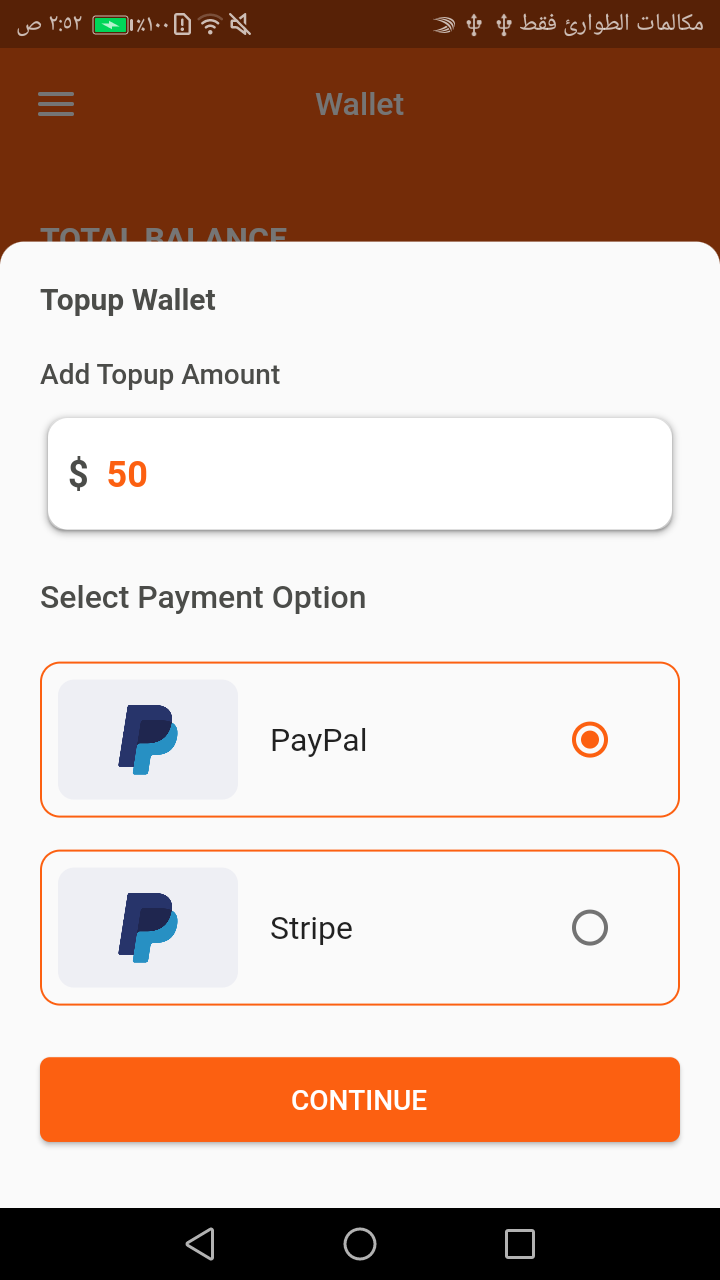 ٢:٥٢ ص ٪١٠٠ مكالمات الطوارئ فقط
Wallet
TOTAL BALANCE
Topup Wallet
Add Topup Amount
$ 50
Select Payment Option
PayPal
Stripe
CONTINUE